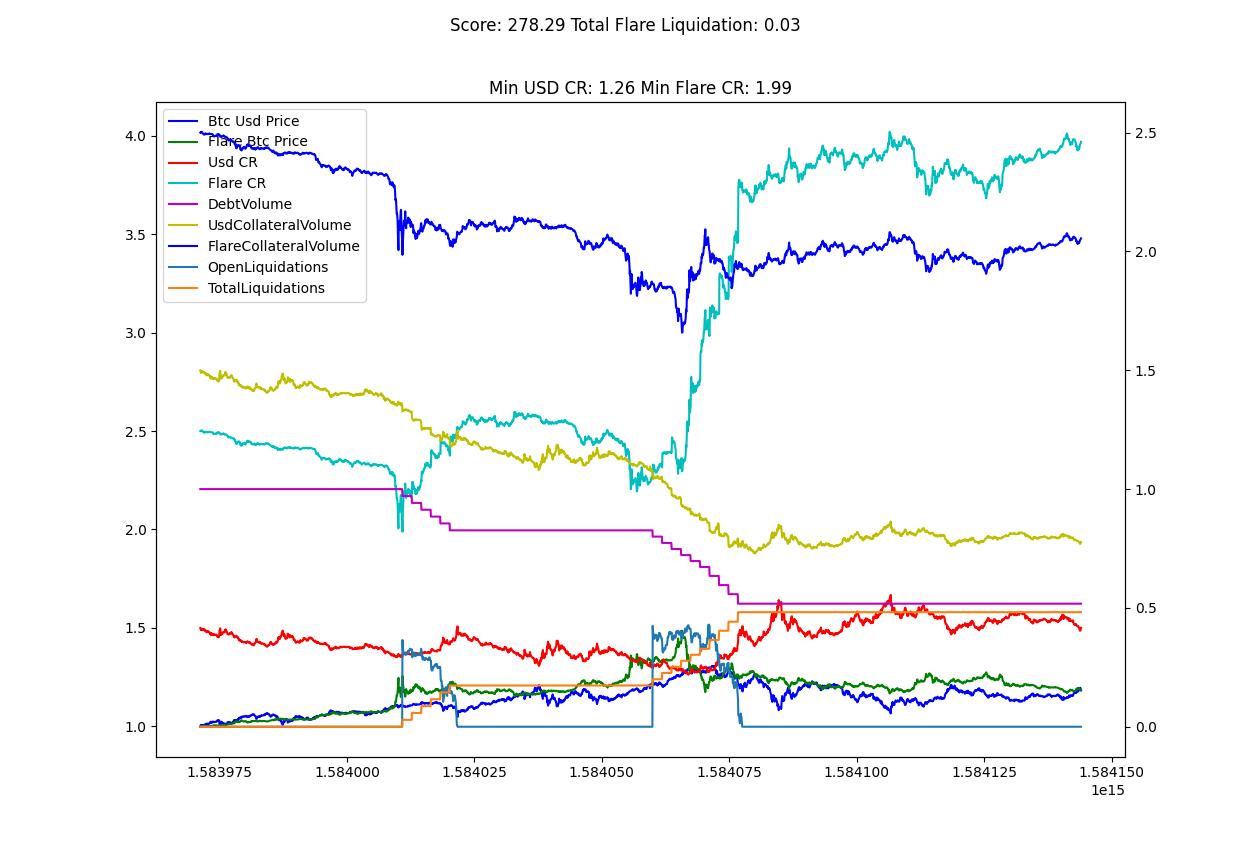 Score: 278.29 Total Flare Liquidation: 0.03
Min USD CR: 1.26 Min Flare CR: 1.99
Btc Usd Price
Flare Btc Price
Usd CR
Flare CR
DebtVolume
UsdCollateralVolume
FlareCollateralVolume
OpenLiquidations
TotalLiquidations
4.0
3.5
3.0
2.5
2.0
1.5
1.0
2.5
2.0
1.5
1.0
0.5
0.0
1.583975 1.584000 1.584025 1.584050 1.584075 1.584100 1.584125 1.584150
1e15